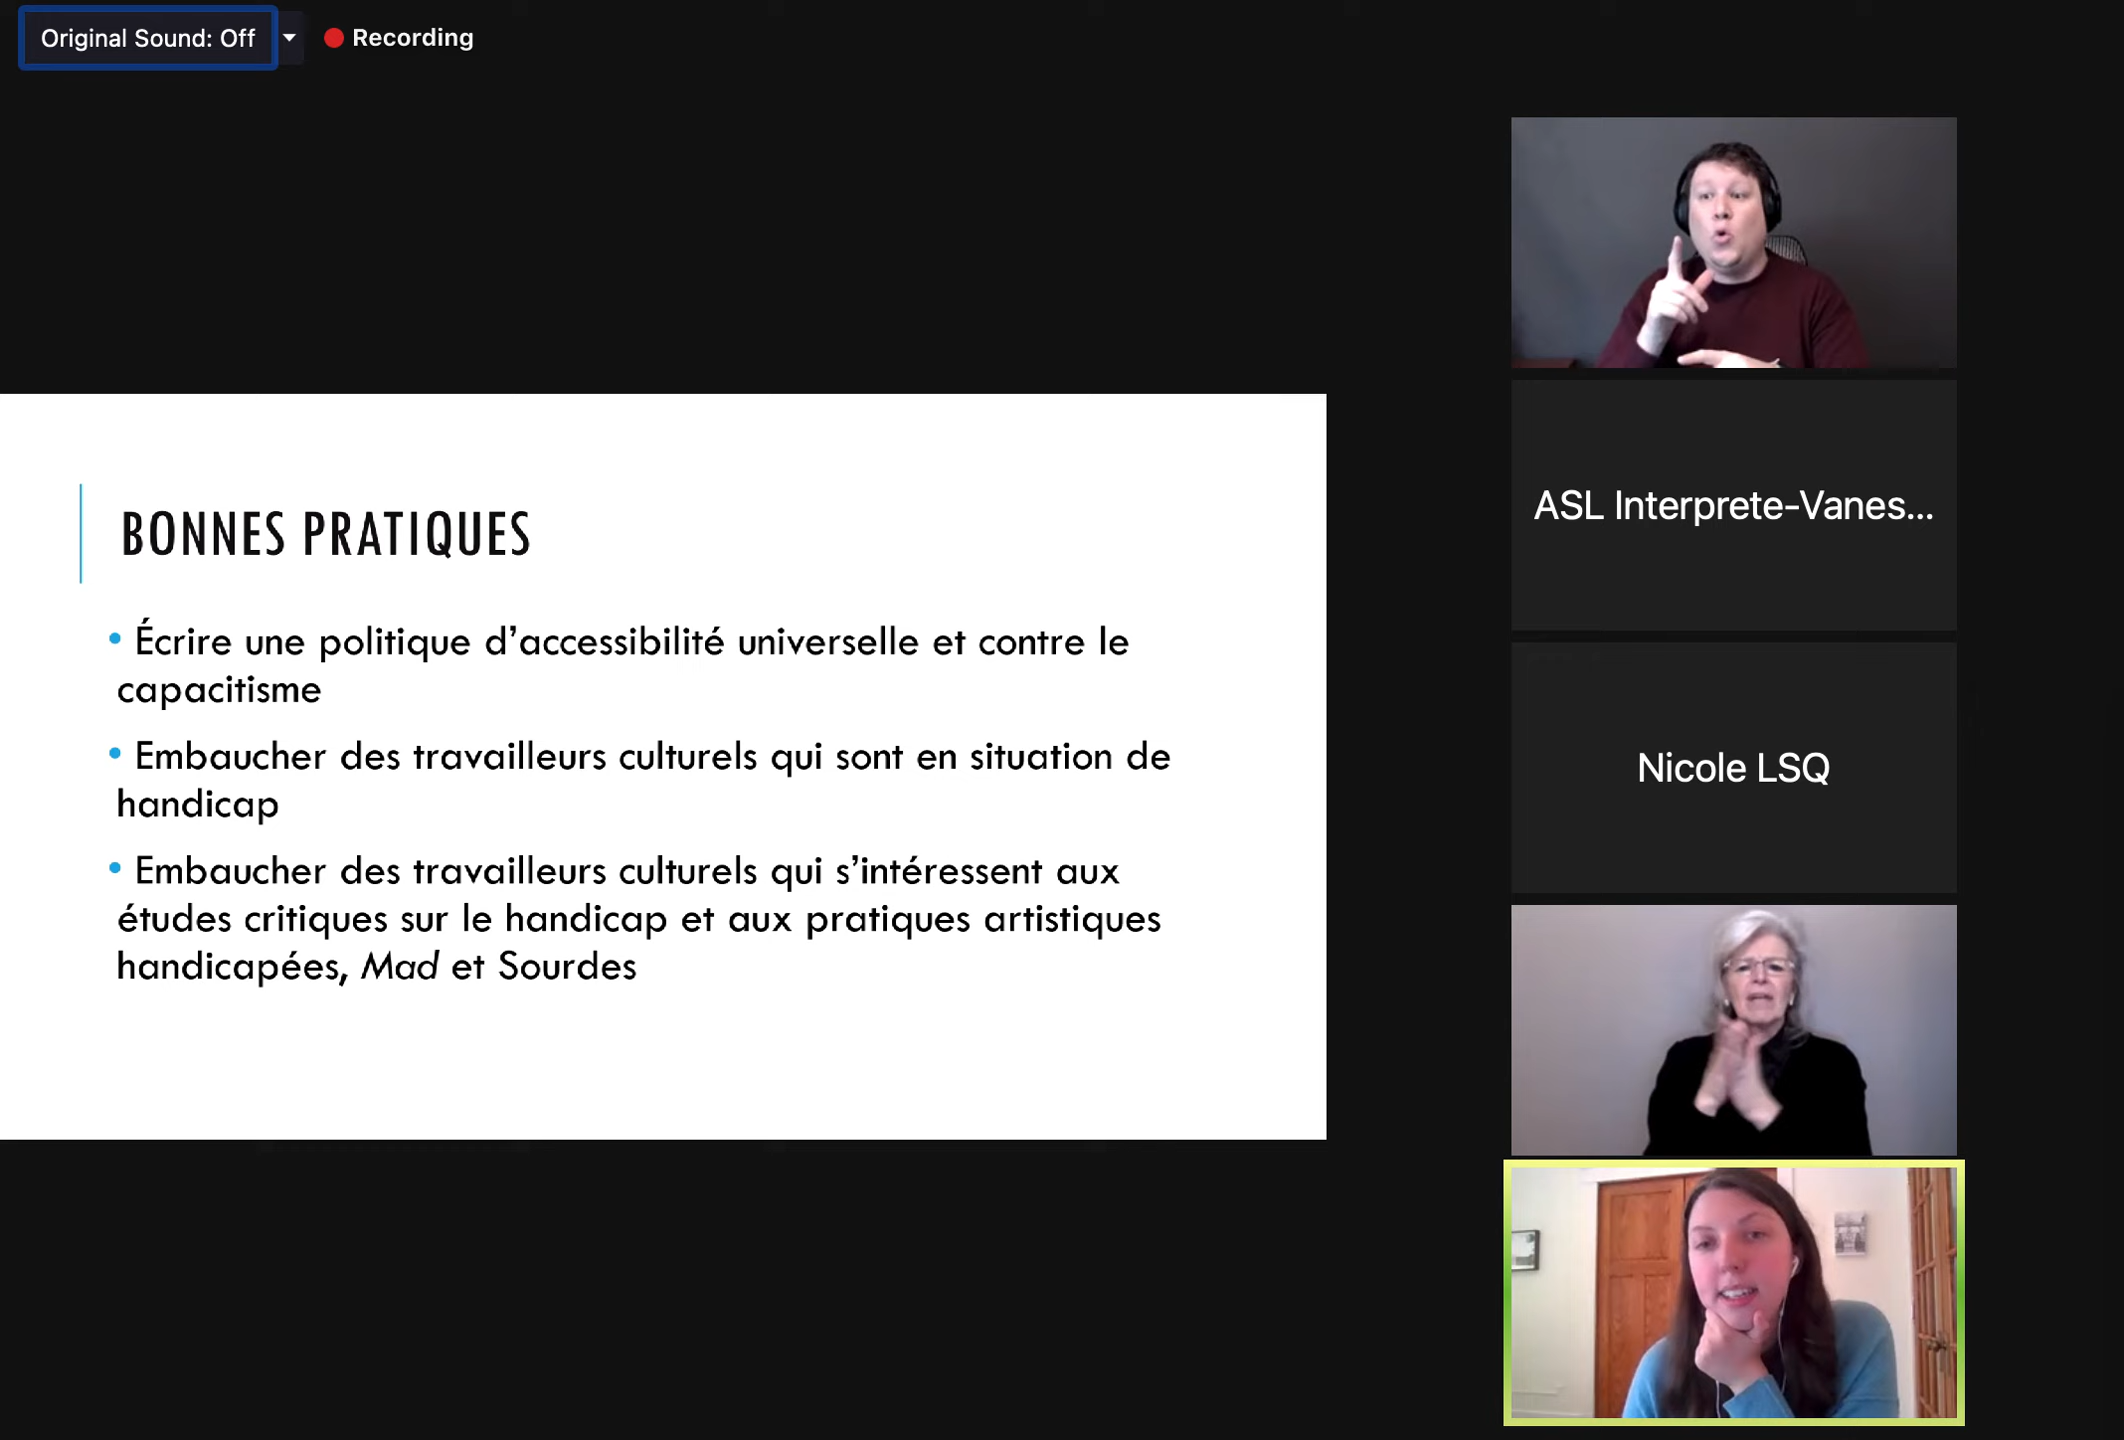 Original Sound: Off
Recording
BONNES PRATIQUES
• Écrire une politique d’accessibilité universelle et contre le
capacitisme
• Embaucher des travailleurs culturels qui sont en situation de
handicap
• Embaucher des travailleurs culturels qui s’intéressent aux
études critiques sur le handicap et aux pratiques artistiques
handicapées, Mad et Sourdes
ASL Interprete-Vanes...
Nicole LSQ